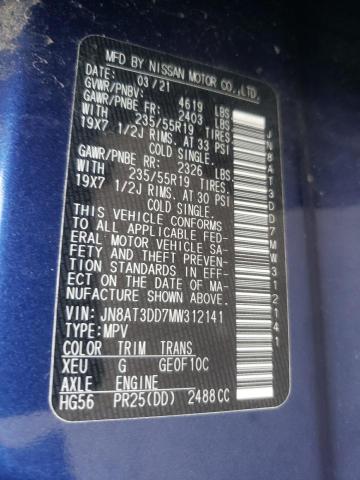 MFD BY NISSAN MOTOR CO.,LTD.
DATE: 03/21
GVWR/PNBV: 4619 LBS
GAWR/PNBE FR: 2403 LBS
WITH 235/55R19 TIRES
19X7 1/2J RIMS. AT 33 PSI
COLD SINGLE.
GAWR/PNBE RR: 2326 LBS
WITH 235/55R19 TIRES.
19X7 1/2J RIMS. AT 30 PSI
COLD SINGLE.
THIS VEHICLE CONFORMS
TO ALL APPLICABLE FED-
ERAL MOTOR VEHICLE SA-
FETY AND THEFT PREVENTION
STANDARDS IN EFF-
ECT ON THE DATE OF MA-
NUFACTURE SHOWN ABOVE.
VIN: JN8AT3DD7MW312141
TYPE:MPV
COLOR TRIM TRANS
XEU G GE0F10C
AXLE ENGINE
HG56 PR25(DD) 2488CC
JN8AT3DD7MW312141